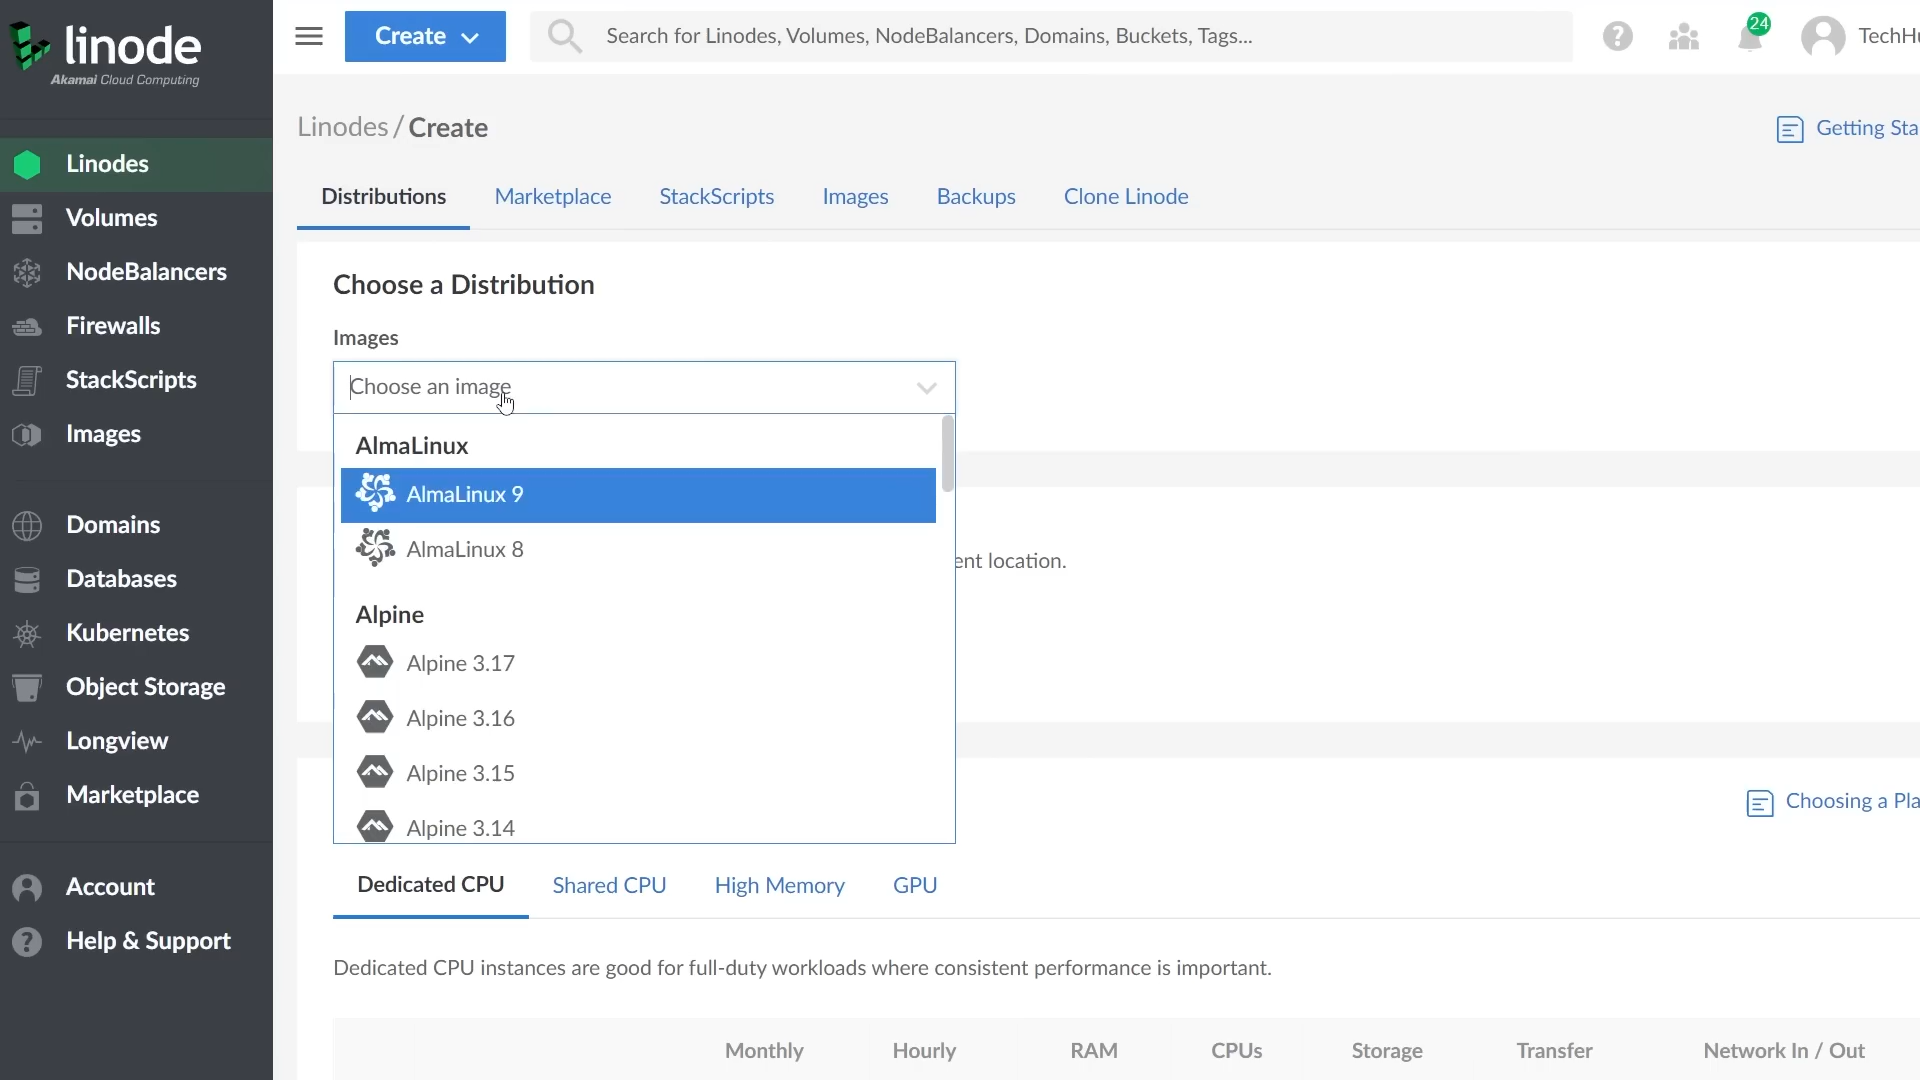 linode
Akamai Cloud Computing
Create
Search for Linodes, Volumes, NodeBalancers, Domains, Buckets, Tags...
24
TechHu
Linodes / Create
Getting Sta
Linodes
Volumes
NodeBalancers
Firewalls
StackScripts
Images
Domains
Databases
Kubernetes
Object Storage
Longview
Marketplace
Account
Help & Support
Distributions
Marketplace
StackScripts
Images
Backups
Clone Linode
Choose a Distribution
Images
Choose an image
AlmaLinux
AlmaLinux 9
AlmaLinux 8
ent location.
Alpine
Alpine 3.17
Alpine 3.16
Alpine 3.15
Alpine 3.14
Choosing a Pla
Dedicated CPU
Shared CPU
High Memory
GPU
Dedicated CPU instances are good for full-duty workloads where consistent performance is important.
Monthly
Hourly
RAM
CPUs
Storage
Transfer
Network In / Out